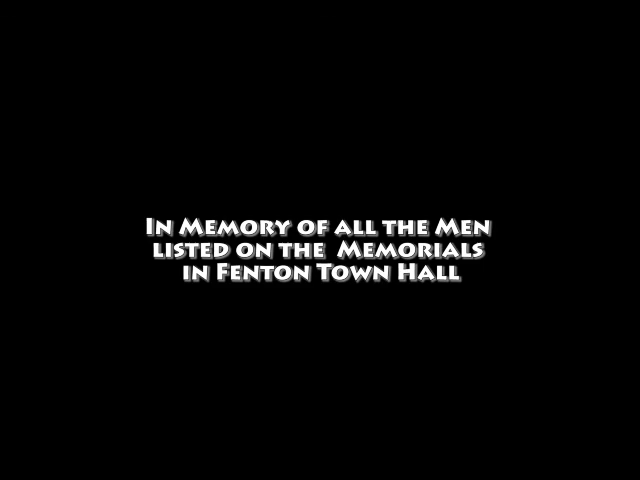 In Memory of all the Men
listed on the  Memorials
in Fenton Town Hall